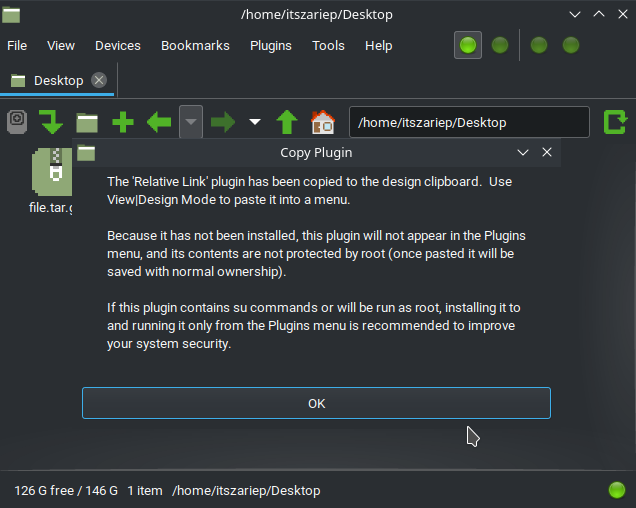 /home/itszariep/Desktop
File View Devices Bookmarks Plugins Tools Help
Desktop
/home/itszariep/Desktop
Copy Plugin
file.tar.g
The 'Relative Link' plugin has been copied to the design clipboard. Use
View|Design Mode to paste it into a menu.
Because it has not been installed, this plugin will not appear in the Plugins
menu, and its contents are not protected by root (once pasted it will be
saved with normal ownership).
If this plugin contains su commands or will be run as root, installing it to
and running it only from the Plugins menu is recommended to improve
your system security.
OK
126 G free / 146 G 1 item /home/itszariep/Desktop